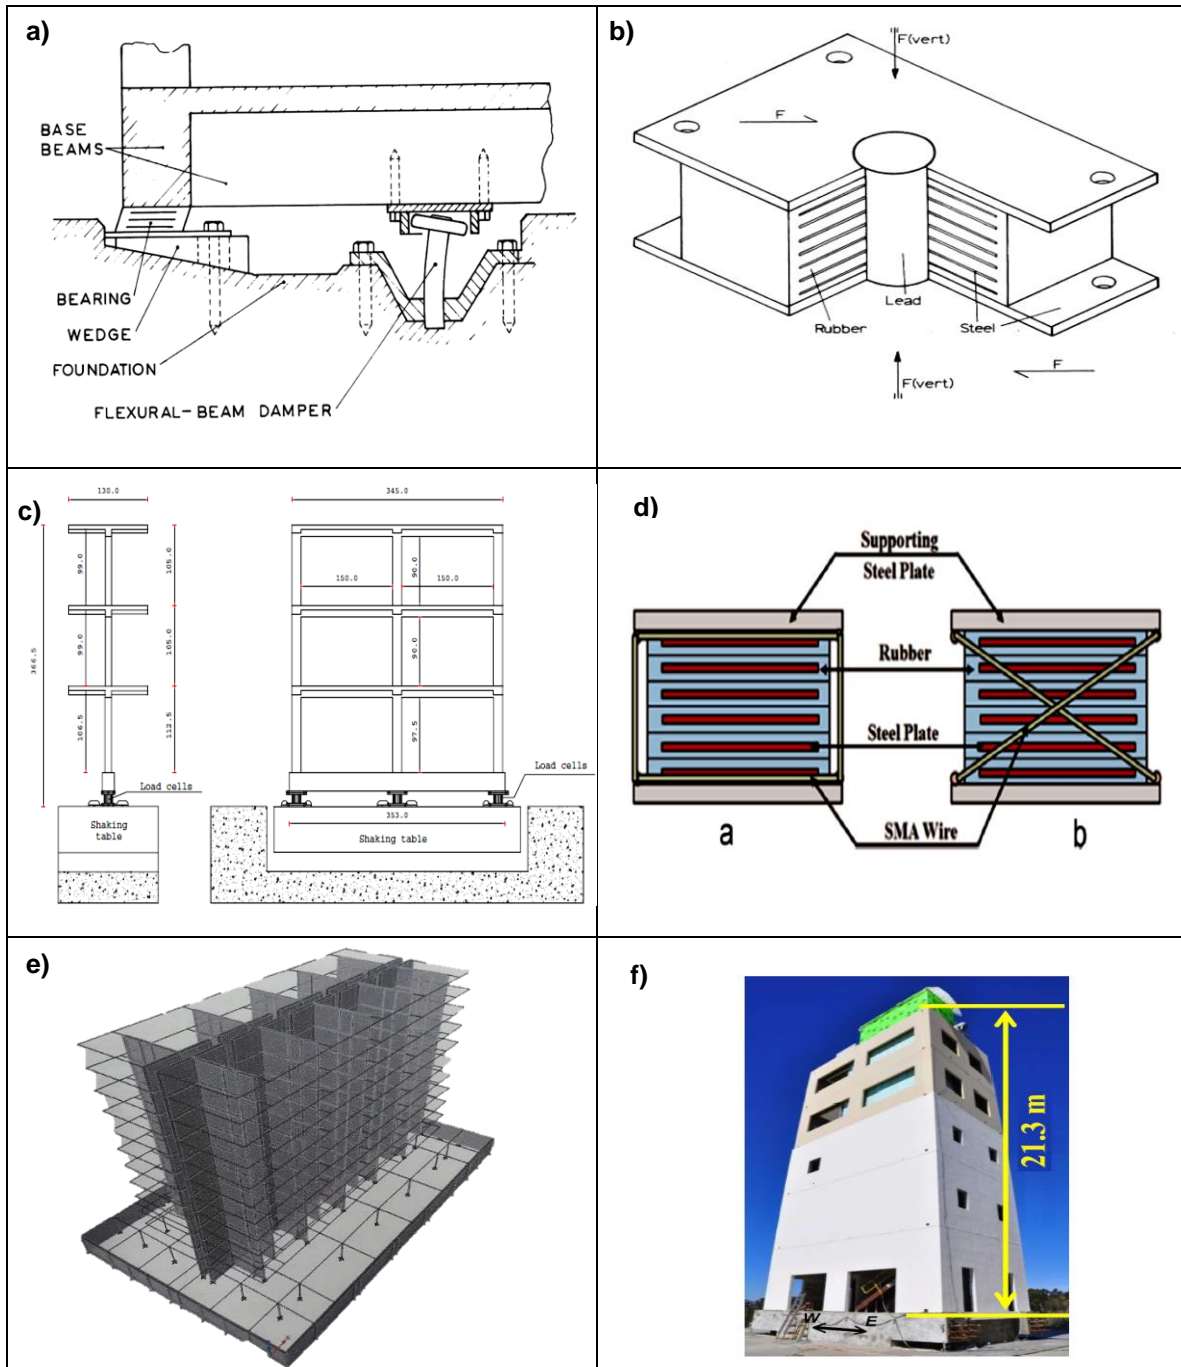 a)
BASE
BEAMS
BEARING
WEDGE
FOUNDATION
FLEXURAL-BEAM DAMPER
b)
F(vert)
F
Lead
Rubber
Steel
F(vert)
F
c)
130.0
345.0
99.0
105.0
150.0
90.0
150.0
366.5
99.0
105.0
90.0
106.5
112.5
97.5
Load cells
Load cells
353.0
Shaking
table
Shaking table
d)
Supporting
Steel Plate
Rubber
Steel Plate
SMA Wire
a
b
e)
f)
21.3 m
W
E